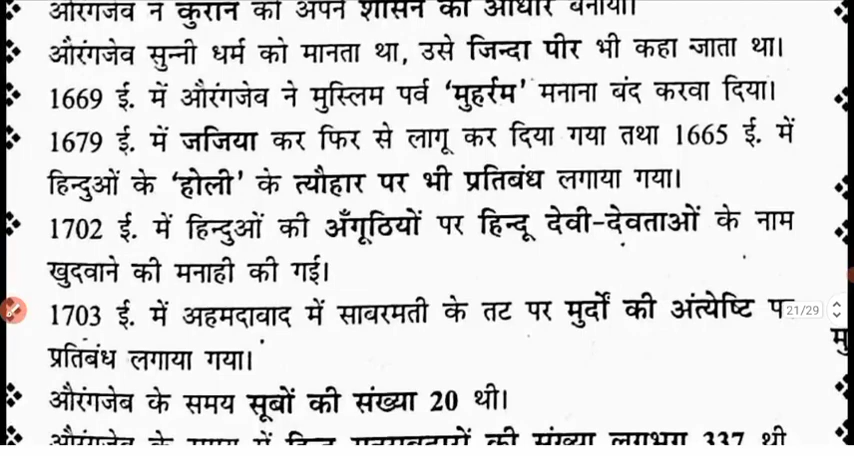 औरंगजेब ने कुरान को अपने शासन का आधार बनाया।
औरंगजेब सुन्नी धर्म को मानता था, उसे जिन्दा पीर भी कहा जाता था।
1669 ई. में औरंगजेब ने मुस्लिम पर्व ‘मुहर्रम’ मनाना बंद करवा दिया।
1679 ई. में जजिया कर फिर से लागू कर दिया गया तथा 1665 ई. में
हिन्दुओं के ‘होली’ के त्यौहार पर भी प्रतिबंध लगाया गया।
1702 ई. में हिन्दुओं की अँगूठियों पर हिन्दू देवी-देवताओं के नाम
खुदवाने की मनाही की गई।
1703 ई. में अहमदाबाद में साबरमती के तट पर मुर्दों की अंत्येष्टि
21/29
मु
प्रतिबंध लगाया गया।
औरंगजेब के समय सूबों की संख्या 20 थी।
औरंगजेब के समय में हिन्दू मनसबदारों की संख्या लगभग 337 थी